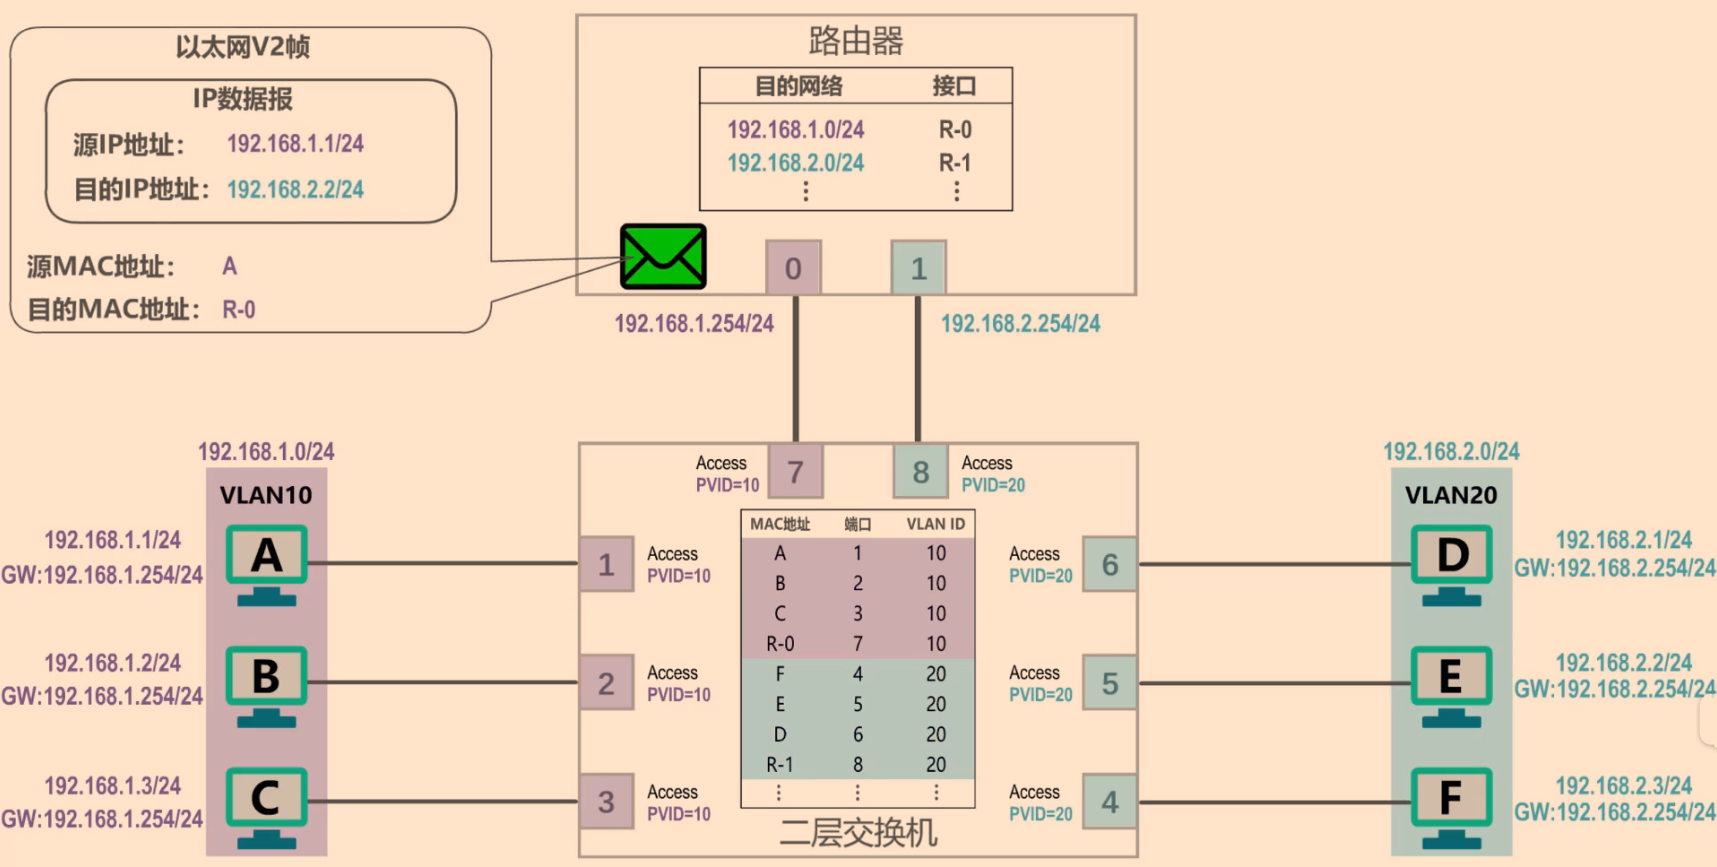 以太网V2帧
IP数据报
源IP地址： 192.168.1.1/24
目的IP地址： 192.168.2.2/24
源MAC地址： A
目的MAC地址： R-0
路由器
目的网络 接口
192.168.1.0/24 R-0
192.168.2.0/24 R-1
⋮ ⋮
0
1
192.168.1.254/24
192.168.2.254/24
192.168.1.0/24
VLAN10
192.168.1.1/24
GW:192.168.1.254/24
A
192.168.1.2/24
GW:192.168.1.254/24
B
192.168.1.3/24
GW:192.168.1.254/24
C
Access
PVID=10
7
8
Access
PVID=20
1
Access
PVID=10
2
Access
PVID=10
3
Access
PVID=10
MAC地址 端口 VLAN ID
A 1 10
B 2 10
C 3 10
R-0 7 10
F 4 20
E 5 20
D 6 20
R-1 8 20
⋮ ⋮ ⋮
二层交换机
Access
PVID=20
6
Access
PVID=20
5
Access
PVID=20
4
192.168.2.0/24
VLAN20
D
192.168.2.1/24
GW:192.168.2.254/24
E
192.168.2.2/24
GW:192.168.2.254/24
F
192.168.2.3/24
GW:192.168.2.254/24